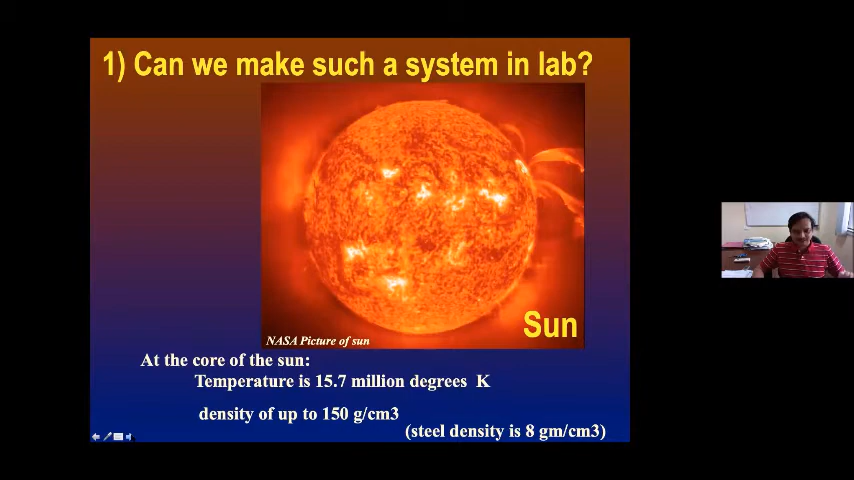 1) Can we make such a system in lab?
Sun
NASA Picture of sun
At the core of the sun:
Temperature is 15.7 million degrees K
density of up to 150 g/cm3
(steel density is 8 gm/cm3)